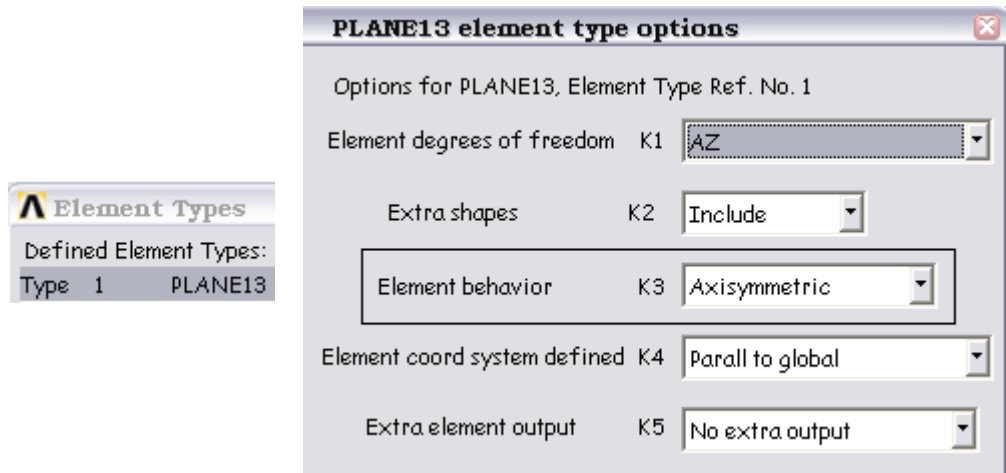 Element Types
Defined Element Types:
Type 1 PLANE13
PLANE13 element type options
Options for PLANE13, Element Type Ref. No. 1
Element degrees of freedom K1 AZ
Extra shapes K2 Include
Element behavior K3 Axisymmetric
Element coord system defined K4 Parall to global
Extra element output K5 No extra output